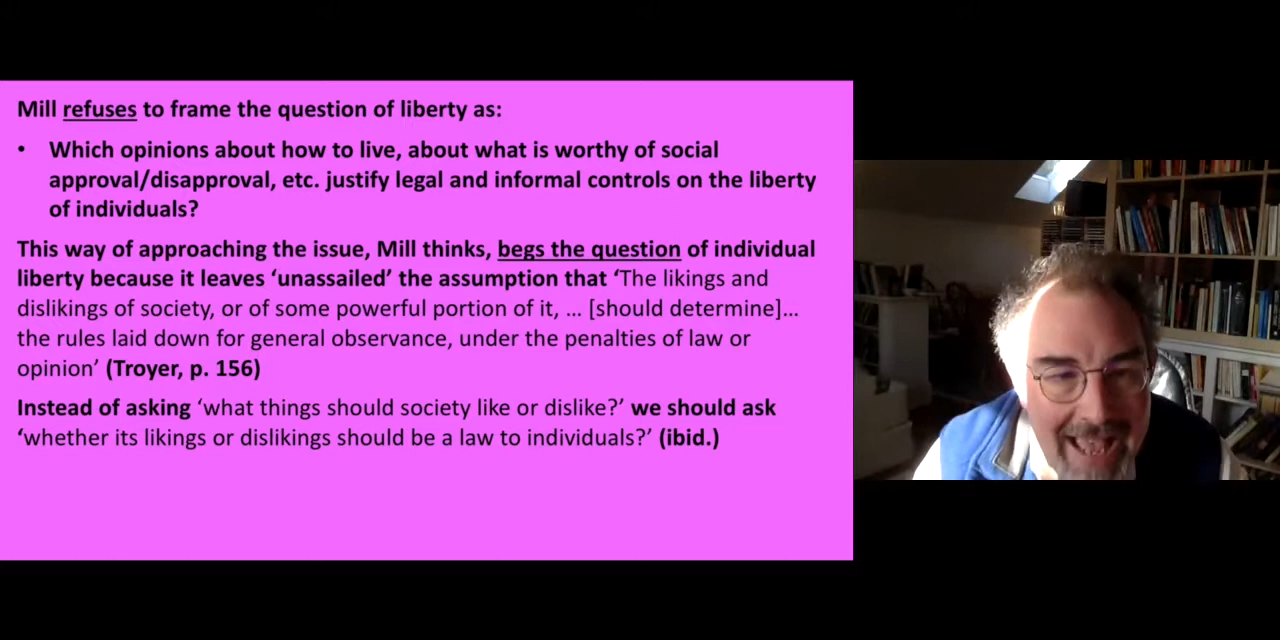 Mill refuses to frame the question of liberty as:
• Which opinions about how to live, about what is worthy of social
approval/disapproval, etc. justify legal and informal controls on the liberty
of individuals?
This way of approaching the issue, Mill thinks, begs the question of individual
liberty because it leaves ‘unassailed’ the assumption that ‘The likings and
dislikings of society, or of some powerful portion of it, … [should determine]…
the rules laid down for general observance, under the penalties of law or
opinion’ (Troyer, p. 156)
Instead of asking ‘what things should society like or dislike?’ we should ask
‘whether its likings or dislikings should be a law to individuals?’ (ibid.)